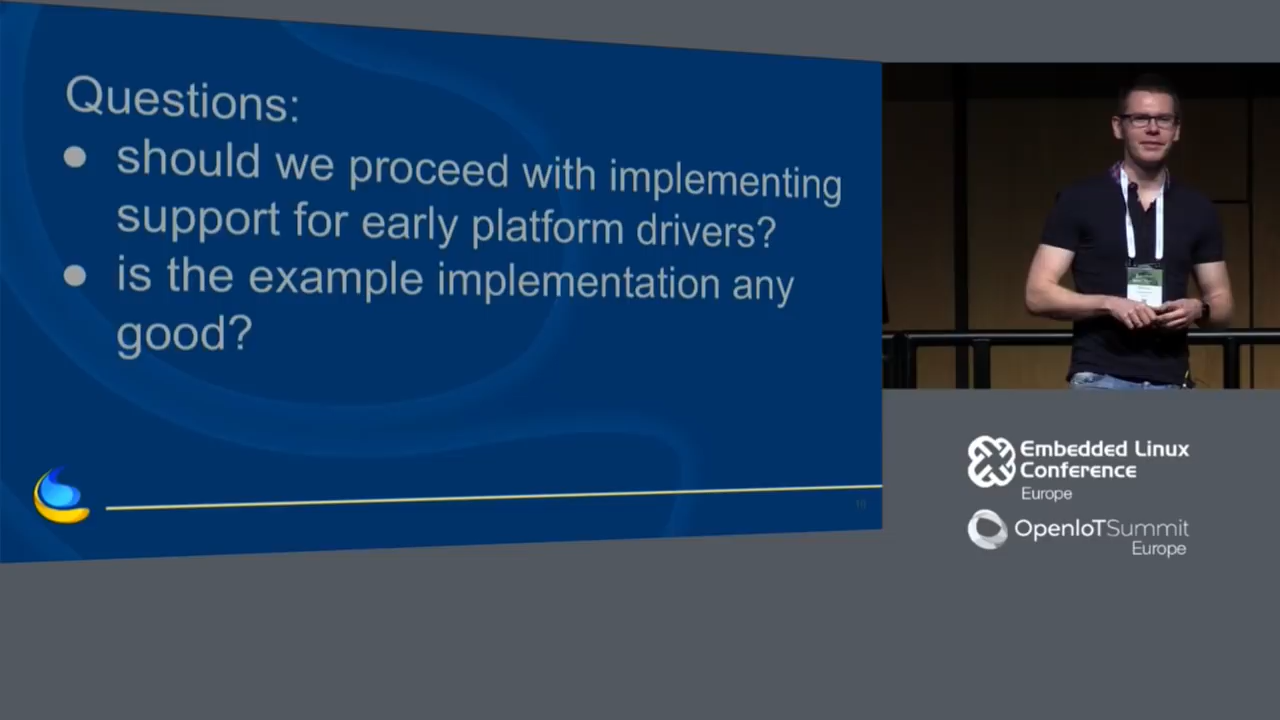 Questions:
● should we proceed with implementing
support for early platform drivers?
● is the example implementation any
good?
Embedded Linux
Conference
Europe
OpenIoTSummit
Europe